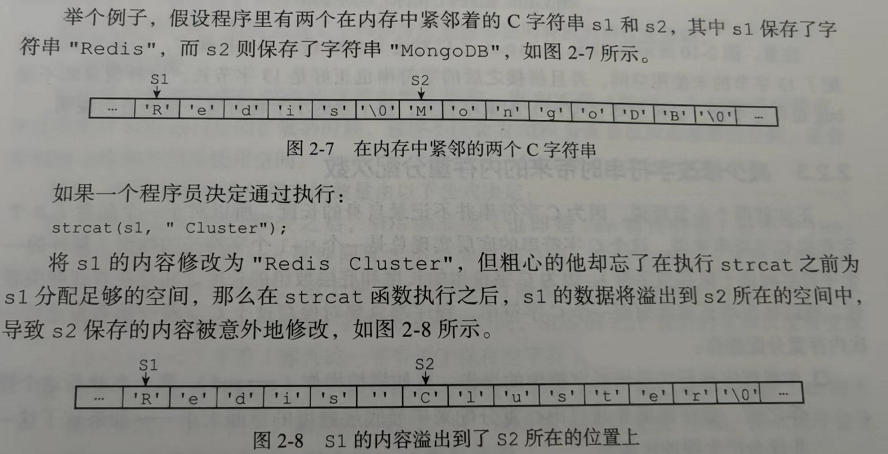 举个例子，假设程序里有两个在内存中紧邻着的 C 字符串 s1 和 s2，其中 s1 保存了字
符串 "Redis"，而 s2 则保存了字符串 "MongoDB"，如图 2-7 所示。
S1 S2
… 'R' 'e' 'd' 'i' 's' '\0' 'M' 'o' 'n' 'g' 'o' 'D' 'B' '\0' …
图 2-7 在内存中紧邻的两个 C 字符串
如果一个程序员决定通过执行：
strcat(s1, " Cluster");
将 s1 的内容修改为 "Redis Cluster"，但粗心的他却忘了在执行 strcat 之前为
s1 分配足够的空间，那么在 strcat 函数执行之后，s1 的数据将溢出到 s2 所在的空间中，
导致 s2 保存的内容被意外地修改，如图 2-8 所示。
S1 S2
… 'R' 'e' 'd' 'i' 's' ' ' 'C' 'l' 'u' 's' 't' 'e' 'r' '\0' …
图 2-8 S1 的内容溢出到了 S2 所在的位置上